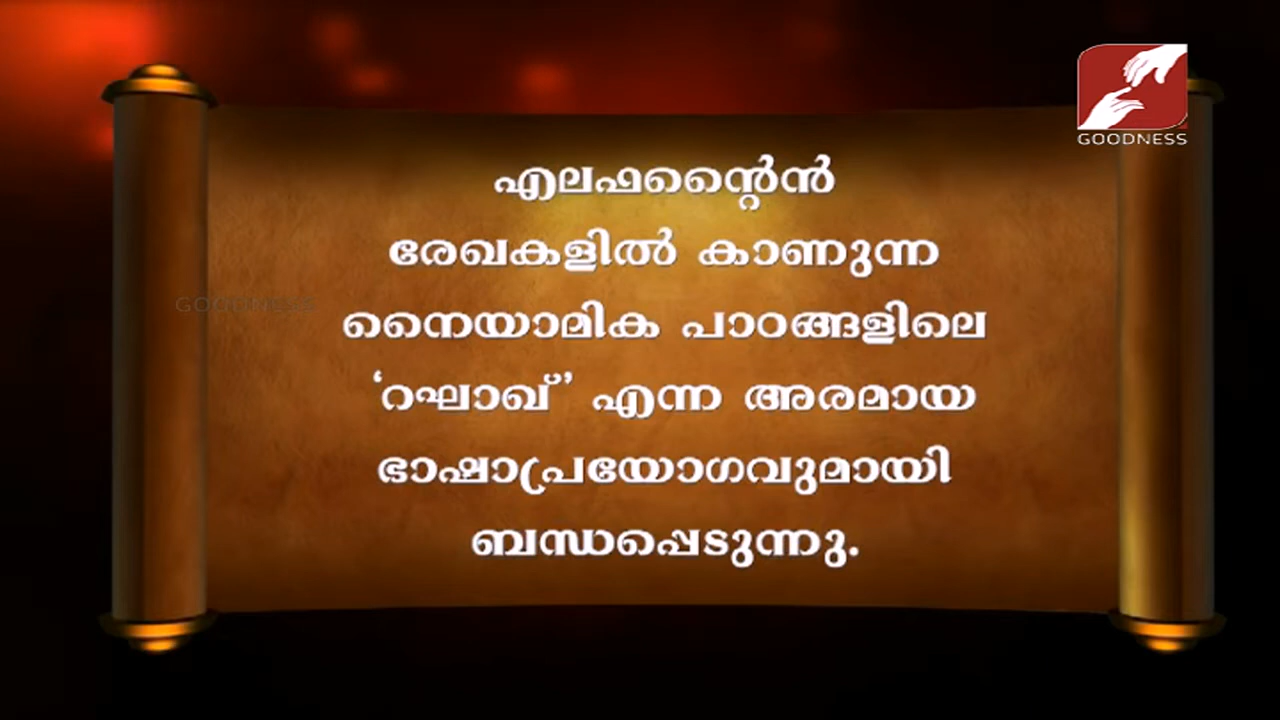 GOODNESS
എലഫന്റൈൻ
രേഖകളിൽ കാണുന്ന
നൈയാമിക പാഠങ്ങളിലെ
‘റഘാഖ്’ എന്ന അരമായ
ഭാഷാപ്രയോഗവുമായി
ബന്ധപ്പെടുന്നു.
GOODNESS